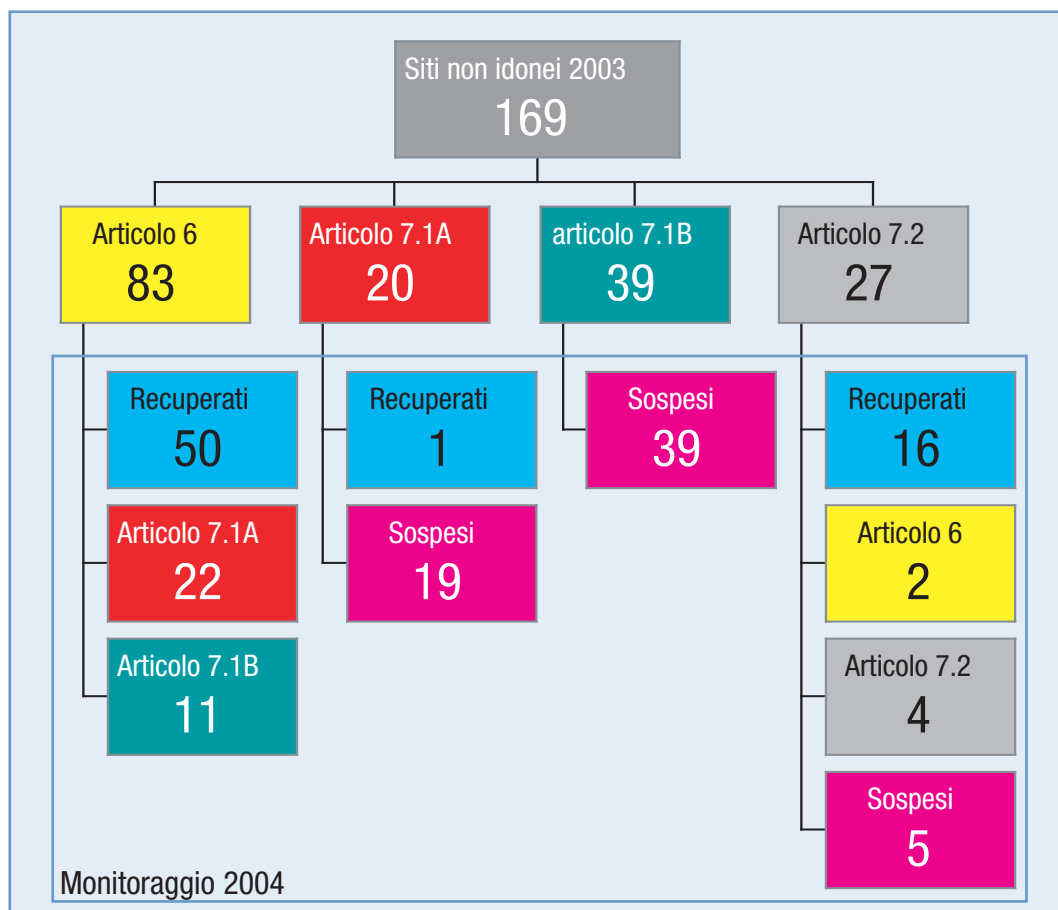 Siti non idonei 2003
169
Articolo 6
83
Articolo 7.1A
20
articolo 7.1B
39
Articolo 7.2
27
Recuperati
50
Articolo 7.1A
22
Articolo 7.1B
11
Recuperati
1
Sospesi
19
Sospesi
39
Recuperati
16
Articolo 6
2
Articolo 7.2
4
Sospesi
5
Monitoraggio 2004